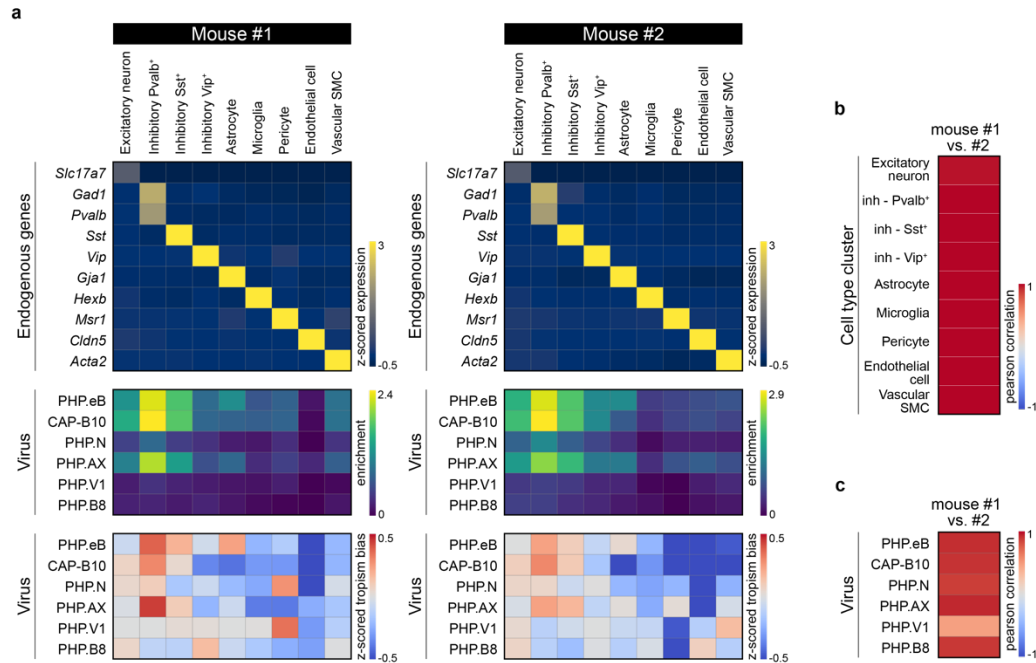 a
Mouse #1
Excitatory neuron
Inhibitory Pvalb⁺
Inhibitory Sst⁺
Inhibitory Vip⁺
Astrocyte
Microglia
Pericyte
Endothelial cell
Vascular SMC
Endogenous genes
Slc17a7
Gad1
Pvalb
Sst
Vip
Gja1
Hexb
Msr1
Cldn5
Acta2
3
z-scored expression
-0.5
Virus
PHP.eB
CAP-B10
PHP.N
PHP.AX
PHP.V1
PHP.B8
2.4
enrichment
0
Virus
PHP.eB
CAP-B10
PHP.N
PHP.AX
PHP.V1
PHP.B8
0.5
z-scored tropism bias
-0.5
Mouse #2
Excitatory neuron
Inhibitory Pvalb⁺
Inhibitory Sst⁺
Inhibitory Vip⁺
Astrocyte
Microglia
Pericyte
Endothelial cell
Vascular SMC
Endogenous genes
Slc17a7
Gad1
Pvalb
Sst
Vip
Gja1
Hexb
Msr1
Cldn5
Acta2
3
z-scored expression
-0.5
Virus
PHP.eB
CAP-B10
PHP.N
PHP.AX
PHP.V1
PHP.B8
2.9
enrichment
0
Virus
PHP.eB
CAP-B10
PHP.N
PHP.AX
PHP.V1
PHP.B8
0.5
z-scored tropism bias
-0.5
b
mouse #1
vs. #2
Cell type cluster
Excitatory
neuron
inh - Pvalb⁺
inh - Sst⁺
inh - Vip⁺
Astrocyte
Microglia
Pericyte
Endothelial
cell
Vascular
SMC
1
pearson correlation
-1
c
mouse #1
vs. #2
Virus
PHP.eB
CAP-B10
PHP.N
PHP.AX
PHP.V1
PHP.B8
1
pearson correlation
-1